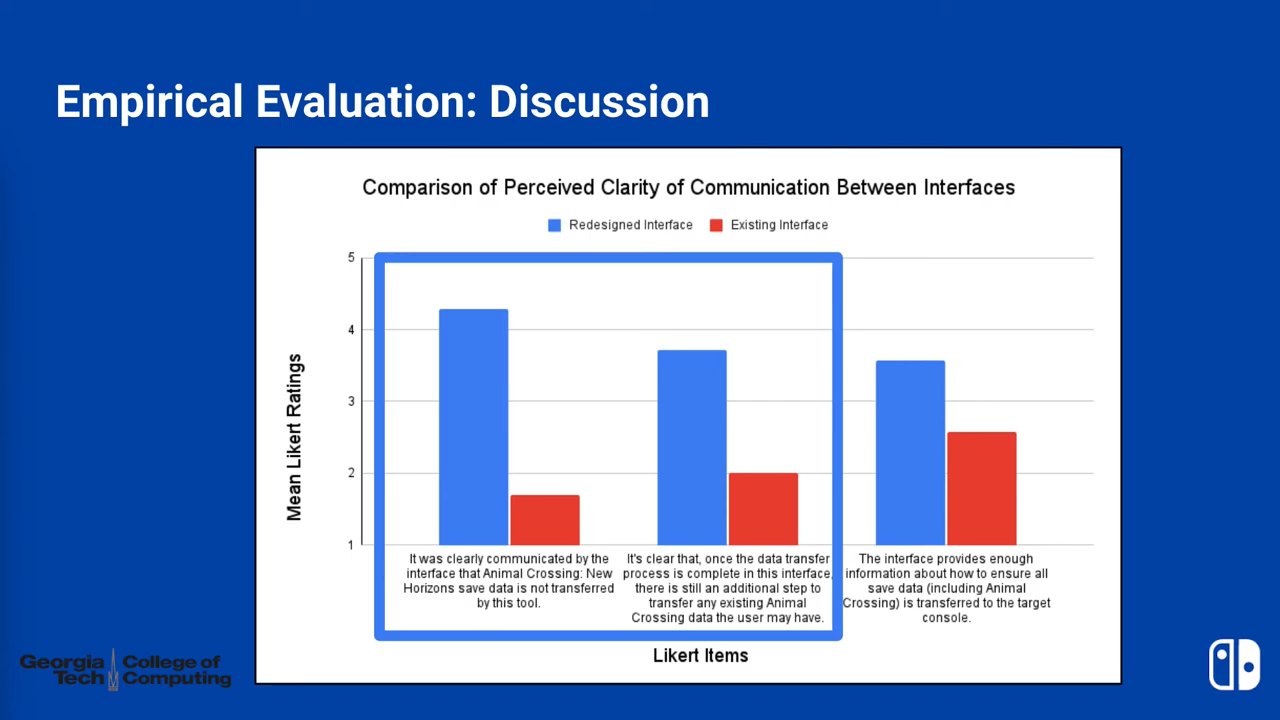 Empirical Evaluation: Discussion
Comparison of Perceived Clarity of Communication Between Interfaces
Redesigned Interface
Existing Interface
Mean Likert Ratings
5
4
3
2
1
It was clearly communicated by the
interface that Animal Crossing: New
Horizons save data is not transferred
by this tool.
It's clear that, once the data transfer
process is complete in this interface,
there is still an additional step to
transfer any existing Animal
Crossing data the user may have.
The interface provides enough
information about how to ensure all
save data (including Animal
Crossing) is transferred to the target
console.
Likert Items
Georgia
Tech
College of
Computing